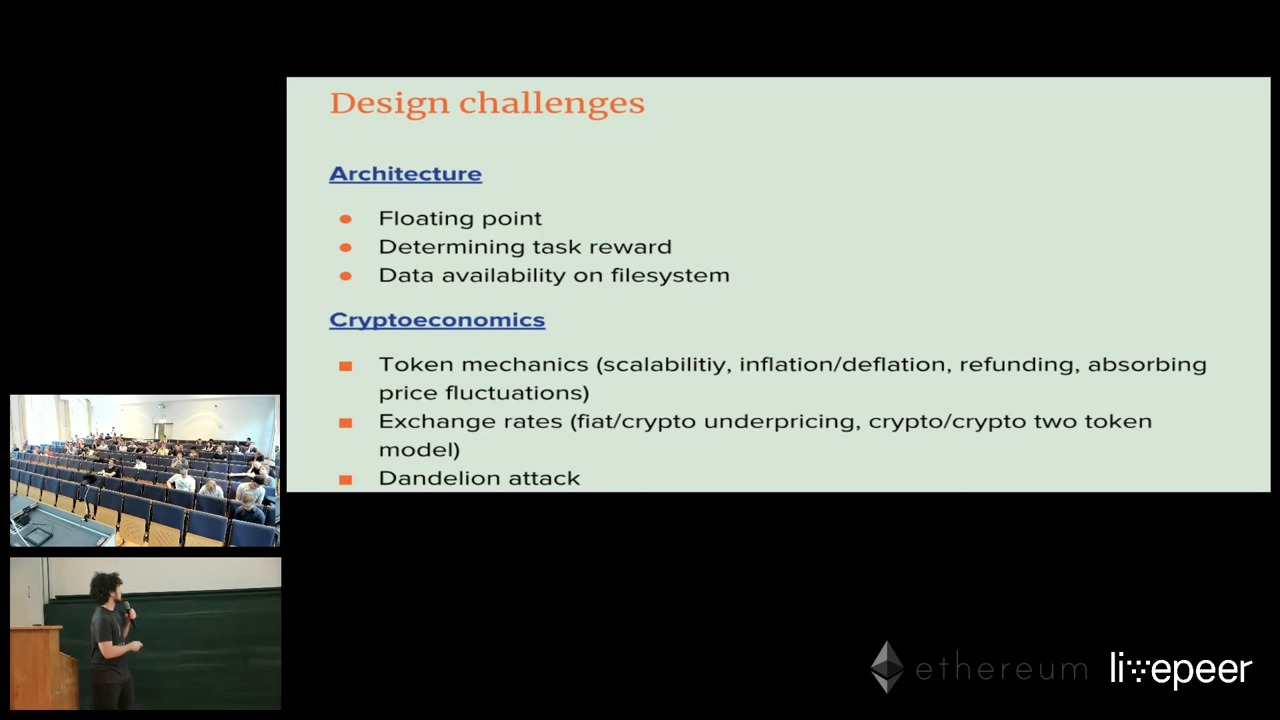 Design challenges
Architecture
Floating point
Determining task reward
Data availability on filesystem
Cryptoeconomics
Token mechanics (scalabilitiy, inflation/deflation, refunding, absorbing
price fluctuations)
Exchange rates (fiat/crypto underpricing, crypto/crypto two token
model)
Dandelion attack
ethereum livepeer